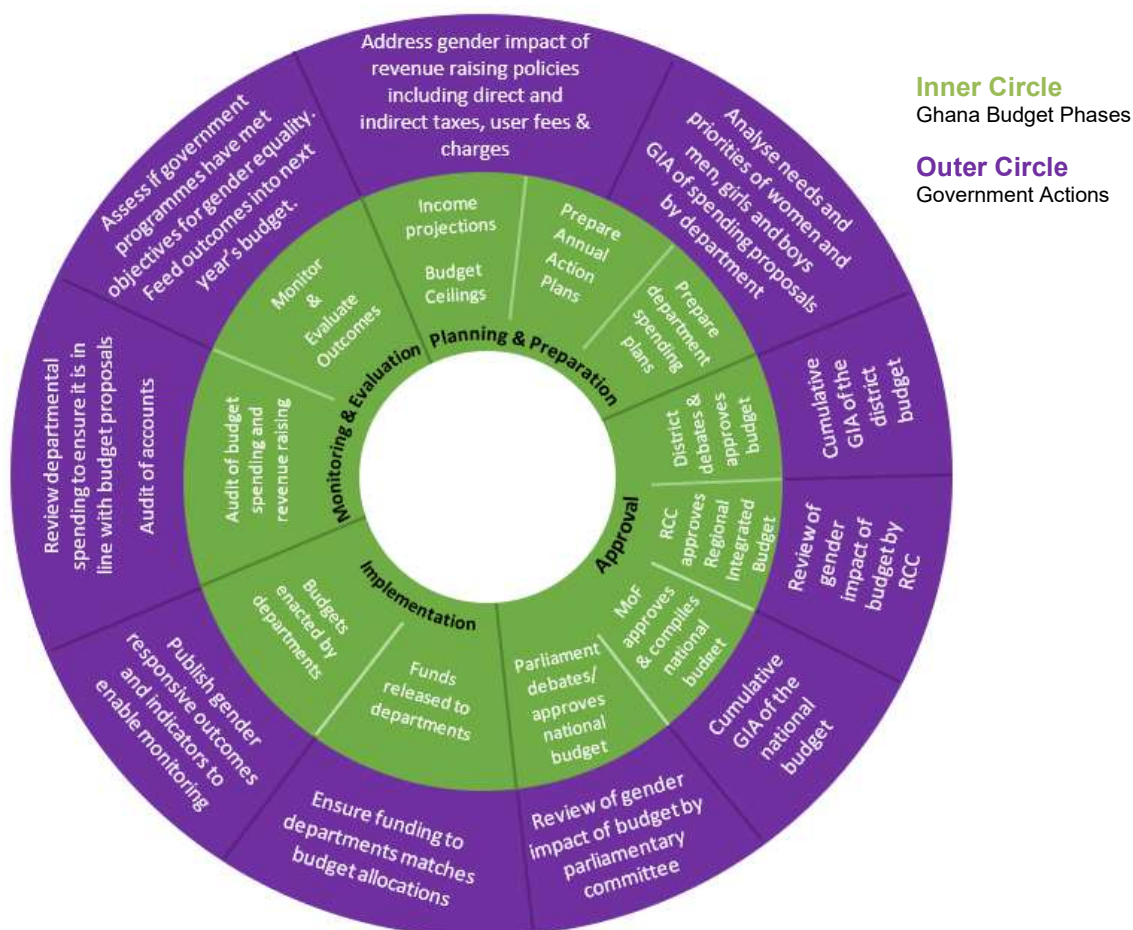 Address gender impact of
revenue raising policies
including direct and
indirect taxes, user fees &
charges
Analyse needs and
priorities of women and
men, girls and boys
GIA of spending proposals
by department
Cumulative
GIA of the
district
budget
Review of
gender
impact of
budget by
RCC
Cumulative
GIA of the
national
budget
Review of gender
impact of budget by
parliamentary
committee
Ensure funding to
departments matches
budget allocations
Publish gender
responsive outcomes
and indicators to
enable monitoring
Review departmental
spending to ensure it is in
line with budget proposals
Audit of accounts
Assess if government
programmes have met
objectives for gender equality.
Feed outcomes into next
year's budget.
Income
projections
Budget
Ceilings
Prepare
Annual
Action
Plans
Prepare
department
spending
plans
District
debates &
approves
budget
RCC
approves
Regional
Integrated
Budget
MoF
approves
& compiles
national
budget
Parliament
debates/
approves
national
budget
Funds
released to
departments
Budgets
enacted by
departments
Audit of budget
spending and
revenue raising
Monitor
&
Evaluate
Outcomes
Planning & Preparation
Approval
Implementation
Monitoring & Evaluation
Inner Circle
Ghana Budget Phases
Outer Circle
Government Actions